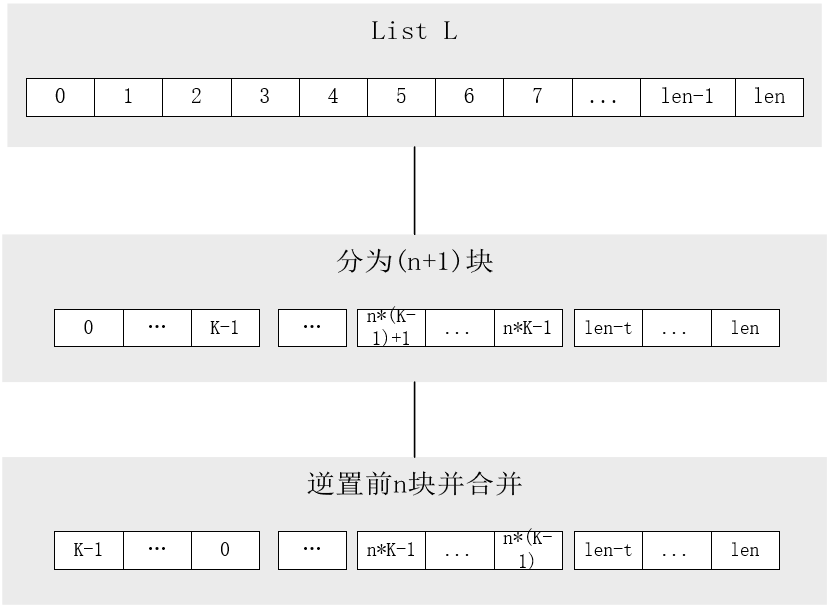 List L
0 1 2 3 4 5 6 7 ... len-1 len
分为(n+1)块
0 … K-1 … n*(K-1)+1 ... n*K-1 len-t ... len
逆置前n块并合并
K-1 … 0 … n*K-1 ... n*(K-1) len-t ... len